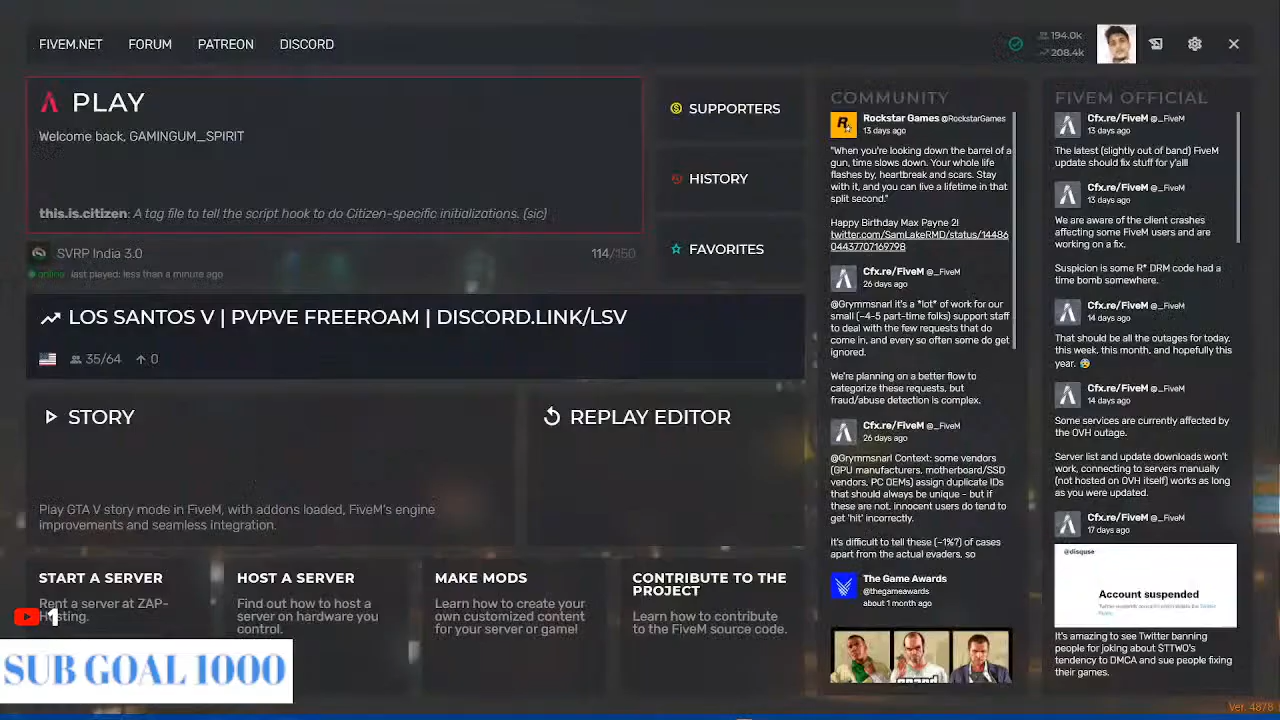 FIVEM.NET FORUM PATREON DISCORD
194.0k
208.4k
PLAY
Welcome back, GAMINGUM_SPIRIT
this.is.citizen: A tag file to tell the script hook to do Citizen-specific initializations. (sic)
SVRP India 3.0 114/150
online last played: less than a minute ago
SUPPORTERS
HISTORY
FAVORITES
LOS SANTOS V | PVPVE FREEROAM | DISCORD.LINK/LSV
35/64 0
STORY
Play GTA V story mode in FiveM, with addons loaded, FiveM's engine
improvements and seamless integration.
REPLAY EDITOR
START A SERVER
Rent a server at ZAP-
Hosting.
HOST A SERVER
Find out how to host a
server on hardware you
control.
MAKE MODS
Learn how to create your
own customized content
for your server or game!
CONTRIBUTE TO THE
PROJECT
Learn how to contribute
to the FiveM source code.
1
SUB GOAL 1000
COMMUNITY
Rockstar Games @RockstarGames
13 days ago
"When you're looking down the barrel of a
gun, time slows down. Your whole life
flashes by, heartbreak and scars. Stay
with it, and you can live a lifetime in that
split second."
Happy Birthday Max Payne 2!
twitter.com/SamLakeRMD/status/14486
04437707169798
Cfx.re/FiveM @_FiveM
26 days ago
@Grymmsnarl it's a *lot* of work for our
small (~4-5 part-time folks) support staff
to deal with the few requests that do
come in, and every so often some do get
ignored.
We're planning on a better flow to
categorize these requests, but
fraud/abuse detection is complex.
Cfx.re/FiveM @_FiveM
26 days ago
@Grymmsnarl Context: some vendors
(GPU manufacturers, motherboard/SSD
vendors, PC OEMs) assign duplicate IDs
that should always be unique - but if
these are not, innocent users do tend to
get 'hit' incorrectly.
It's difficult to tell these (~1%?) of cases
apart from the actual evaders, so
The Game Awards
@thegameawards
about 1 month ago
FIVEM OFFICIAL
Cfx.re/FiveM @_FiveM
13 days ago
The latest (slightly out of band) FiveM
update should fix stuff for y'all!
Cfx.re/FiveM @_FiveM
13 days ago
We are aware of the client crashes
affecting some FiveM users and are
working on a fix.
Suspicion is some R* DRM code had a
time bomb somewhere.
Cfx.re/FiveM @_FiveM
14 days ago
That should be all the outages for today,
this week, this month, and hopefully this
year. 😰
Cfx.re/FiveM @_FiveM
14 days ago
Some services are currently affected by
the OVH outage.
Server list and update downloads won't
work, connecting to servers manually
(not hosted on OVH itself) works as long
as you were updated.
Cfx.re/FiveM @_FiveM
17 days ago
@disquse
Account suspended
It's amazing to see Twitter banning
people for joking about $TTWO's
tendency to DMCA and sue people fixing
their games.
Ver. 4878